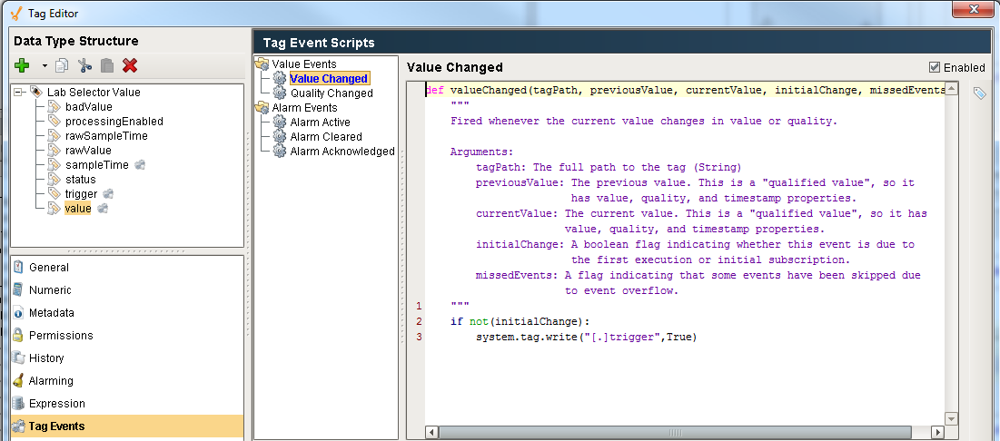 Tag Editor
Data Type Structure
Lab Selector Value
badValue
processingEnabled
rawSampleTime
rawValue
sampleTime
status
trigger
value
General
Numeric
Metadata
Permissions
History
Alarming
Expression
Tag Events
Tag Event Scripts
Value Events
Value Changed
Quality Changed
Alarm Events
Alarm Active
Alarm Cleared
Alarm Acknowledged
Value Changed
Enabled
def valueChanged(tagPath, previousValue, currentValue, initialChange, missedEvents
"""
Fired whenever the current value changes in value or quality.
Arguments:
tagPath: The full path to the tag (String)
previousValue: The previous value. This is a "qualified value", so it
has value, quality, and timestamp properties.
currentValue: The current value. This is a "qualified value", so it has
value, quality, and timestamp properties.
initialChange: A boolean flag indicating whether this event is due to
the first execution or initial subscription.
missedEvents: A flag indicating that some events have been skipped due
to event overflow.
1 """
2 if not(initialChange):
3 system.tag.write("[.]trigger",True)